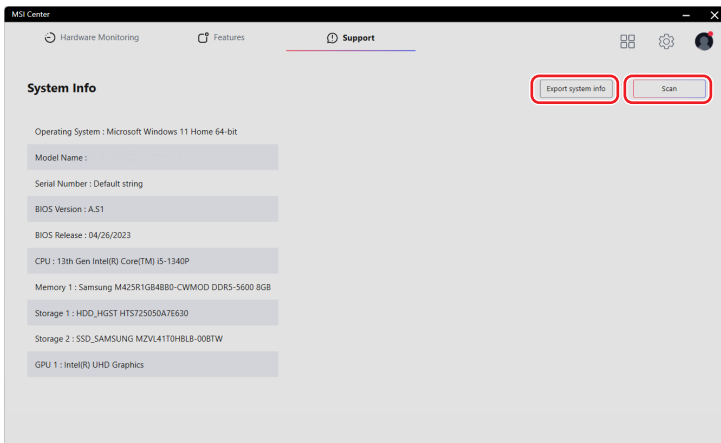 MSI Center
Hardware Monitoring
Features
Support
System Info
Export system info
Scan
Operating System : Microsoft Windows 11 Home 64-bit
Model Name :
Serial Number : Default string
BIOS Version : A.S1
BIOS Release : 04/26/2023
CPU : 13th Gen Intel(R) Core(TM) i5-1340P
Memory 1 : Samsung M425R1GB4BB0-CWMOD DDR5-5600 8GB
Storage 1 : HDD_HGST HTS725050A7E630
Storage 2 : SSD_SAMSUNG MZVL41T0HBLB-00BTW
GPU 1 : Intel(R) UHD Graphics